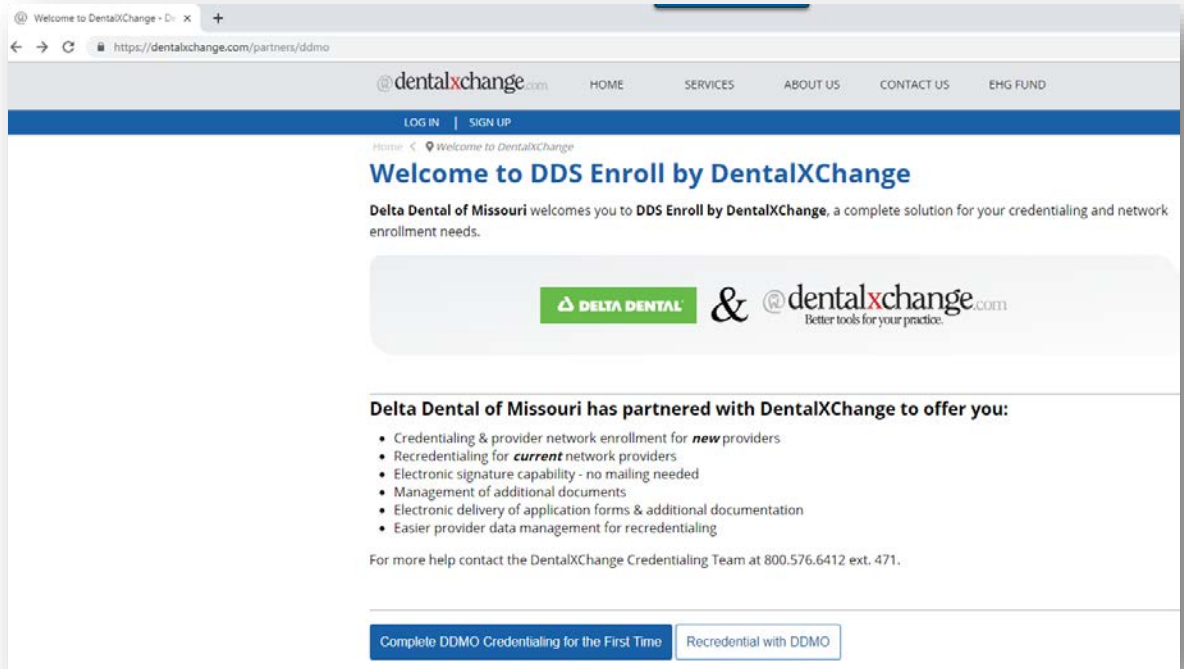 Welcome to DentalXChange - De
https://dentalxchange.com/partners/ddmo
@dentalxchange.com HOME SERVICES ABOUT US CONTACT US EHG FUND
LOG IN | SIGN UP
Home < Welcome to DentalXChange
Welcome to DDS Enroll by DentalXChange
Delta Dental of Missouri welcomes you to DDS Enroll by DentalXChange, a complete solution for your credentialing and network
enrollment needs.
DELTA DENTAL & @dentalxchange.com
Better tools for your practice.
Delta Dental of Missouri has partnered with DentalXChange to offer you:
• Credentialing & provider network enrollment for new providers
• Recredentialing for current network providers
• Electronic signature capability - no mailing needed
• Management of additional documents
• Electronic delivery of application forms & additional documentation
• Easier provider data management for recredentialing
For more help contact the DentalXChange Credentialing Team at 800.576.6412 ext. 471.
Complete DDMO Credentialing for the First Time Recredential with DDMO